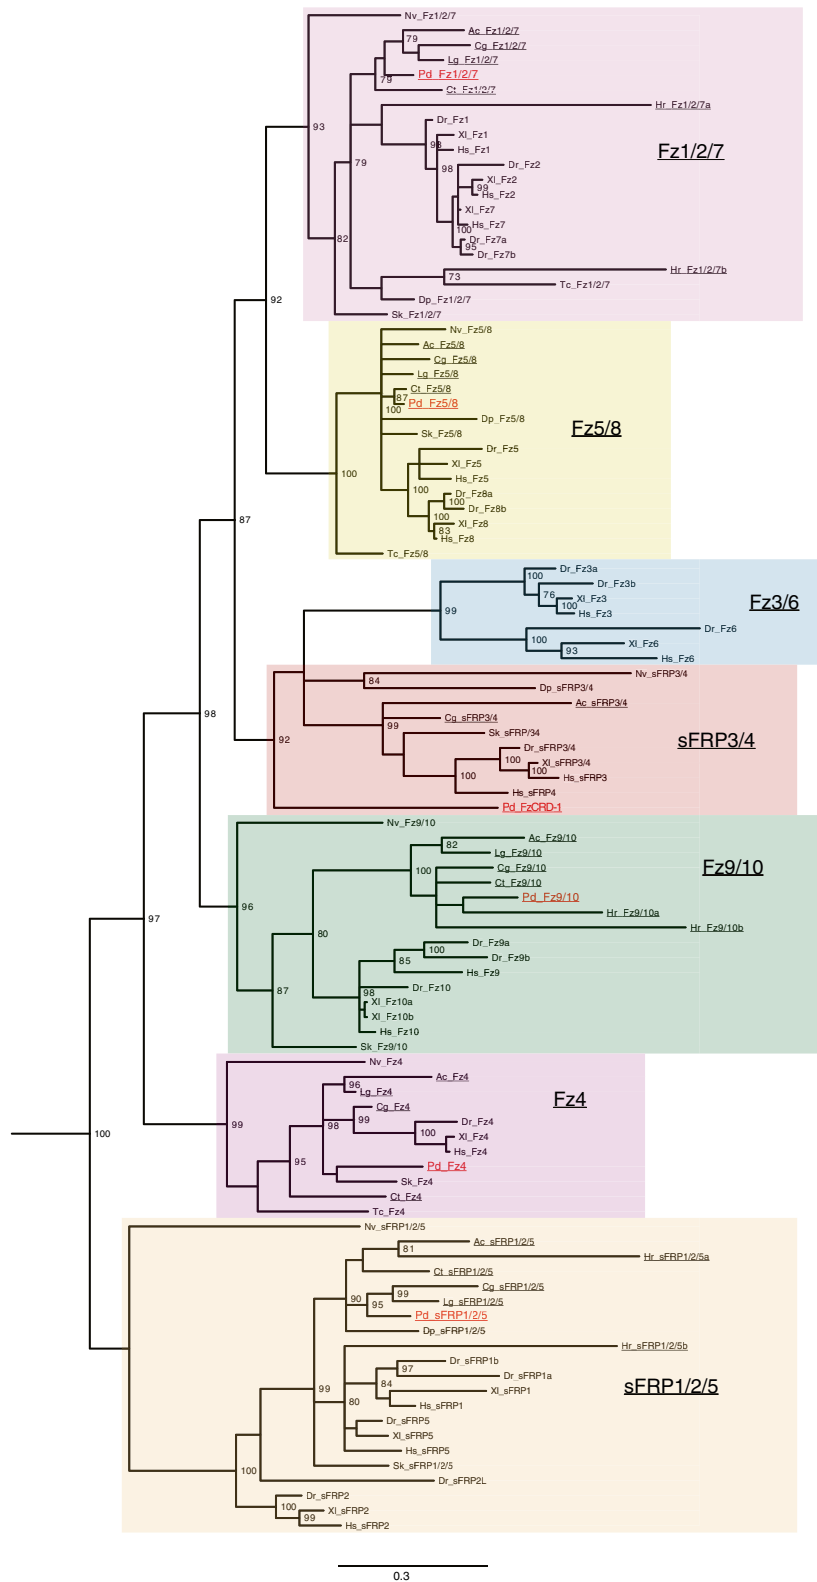 Nv_Fz1/2/7
Ac_Fz1/2/7
79
Cg_Fz1/2/7
Lg_Fz1/2/7
Pd_Fz1/2/7
79
Ct_Fz1/2/7
Hr_Fz1/2/7a
Dr_Fz1
93
Xl_Fz1
98
Hs_Fz1
Fz1/2/7
79
Dr_Fz2
98
Xl_Fz2
99
Hs_Fz2
Xl_Fz7
Hs_Fz7
100
82
Dr_Fz7a
95
Dr_Fz7b
Hr_Fz1/2/7b
73
Tc_Fz1/2/7
92
Dp_Fz1/2/7
Sk_Fz1/2/7
Nv_Fz5/8
Ac_Fz5/8
Cg_Fz5/8
Lg_Fz5/8
Ct_Fz5/8
87
Pd_Fz5/8
100
Dp_Fz5/8
Fz5/8
Sk_Fz5/8
Dr_Fz5
Xl_Fz5
100
Hs_Fz5
100
Dr_Fz8a
100
Dr_Fz8b
100
87
Xl_Fz8
83
Hs_Fz8
Tc_Fz5/8
Dr_Fz3a
100
Dr_Fz3b
76
Xl_Fz3
100
Fz3/6
99
Hs_Fz3
Dr_Fz6
100
Xl_Fz6
93
Hs_Fz6
Nv_sFRP3/4
84
Dp_sFRP3/4
Ac_sFRP3/4
98
Cg_sFRP3/4
99
Sk_sFRP/34
92
sFRP3/4
Dr_sFRP3/4
100
Xl_sFRP3/4
100
100
Hs_sFRP3
Hs_sFRP4
Pd_FzCRD-1
Nv_Fz9/10
Ac_Fz9/10
82
Lg_Fz9/10
100
Cg_Fz9/10
Fz9/10
Ct_Fz9/10
Pd_Fz9/10
96
Hr_Fz9/10a
97
Hr_Fz9/10b
80
Dr_Fz9a
100
Dr_Fz9b
85
Hs_Fz9
87
Dr_Fz10
98
Xl_Fz10a
Xl_Fz10b
Hs_Fz10
Sk_Fz9/10
Nv_Fz4
Ac_Fz4
96
Lg_Fz4
Fz4
Cg_Fz4
99
99
98
Dr_Fz4
100
100
Xl_Fz4
Hs_Fz4
95
Pd_Fz4
Sk_Fz4
Ct_Fz4
Tc_Fz4
Nv_sFRP1/2/5
Ac_sFRP1/2/5
81
Hr_sFRP1/2/5a
Ct_sFRP1/2/5
Cg_sFRP1/2/5
99
90
95
Lg_sFRP1/2/5
Pd_sFRP1/2/5
Dp_sFRP1/2/5
Hr_sFRP1/2/5b
Dr_sFRP1b
97
Dr_sFRP1a
84
99
sFRP1/2/5
Xl_sFRP1
80
Hs_sFRP1
Dr_sFRP5
Xl_sFRP5
Hs_sFRP5
Sk_sFRP1/2/5
100
Dr_sFRP2L
Dr_sFRP2
100
Xl_sFRP2
99
Hs_sFRP2
0.3